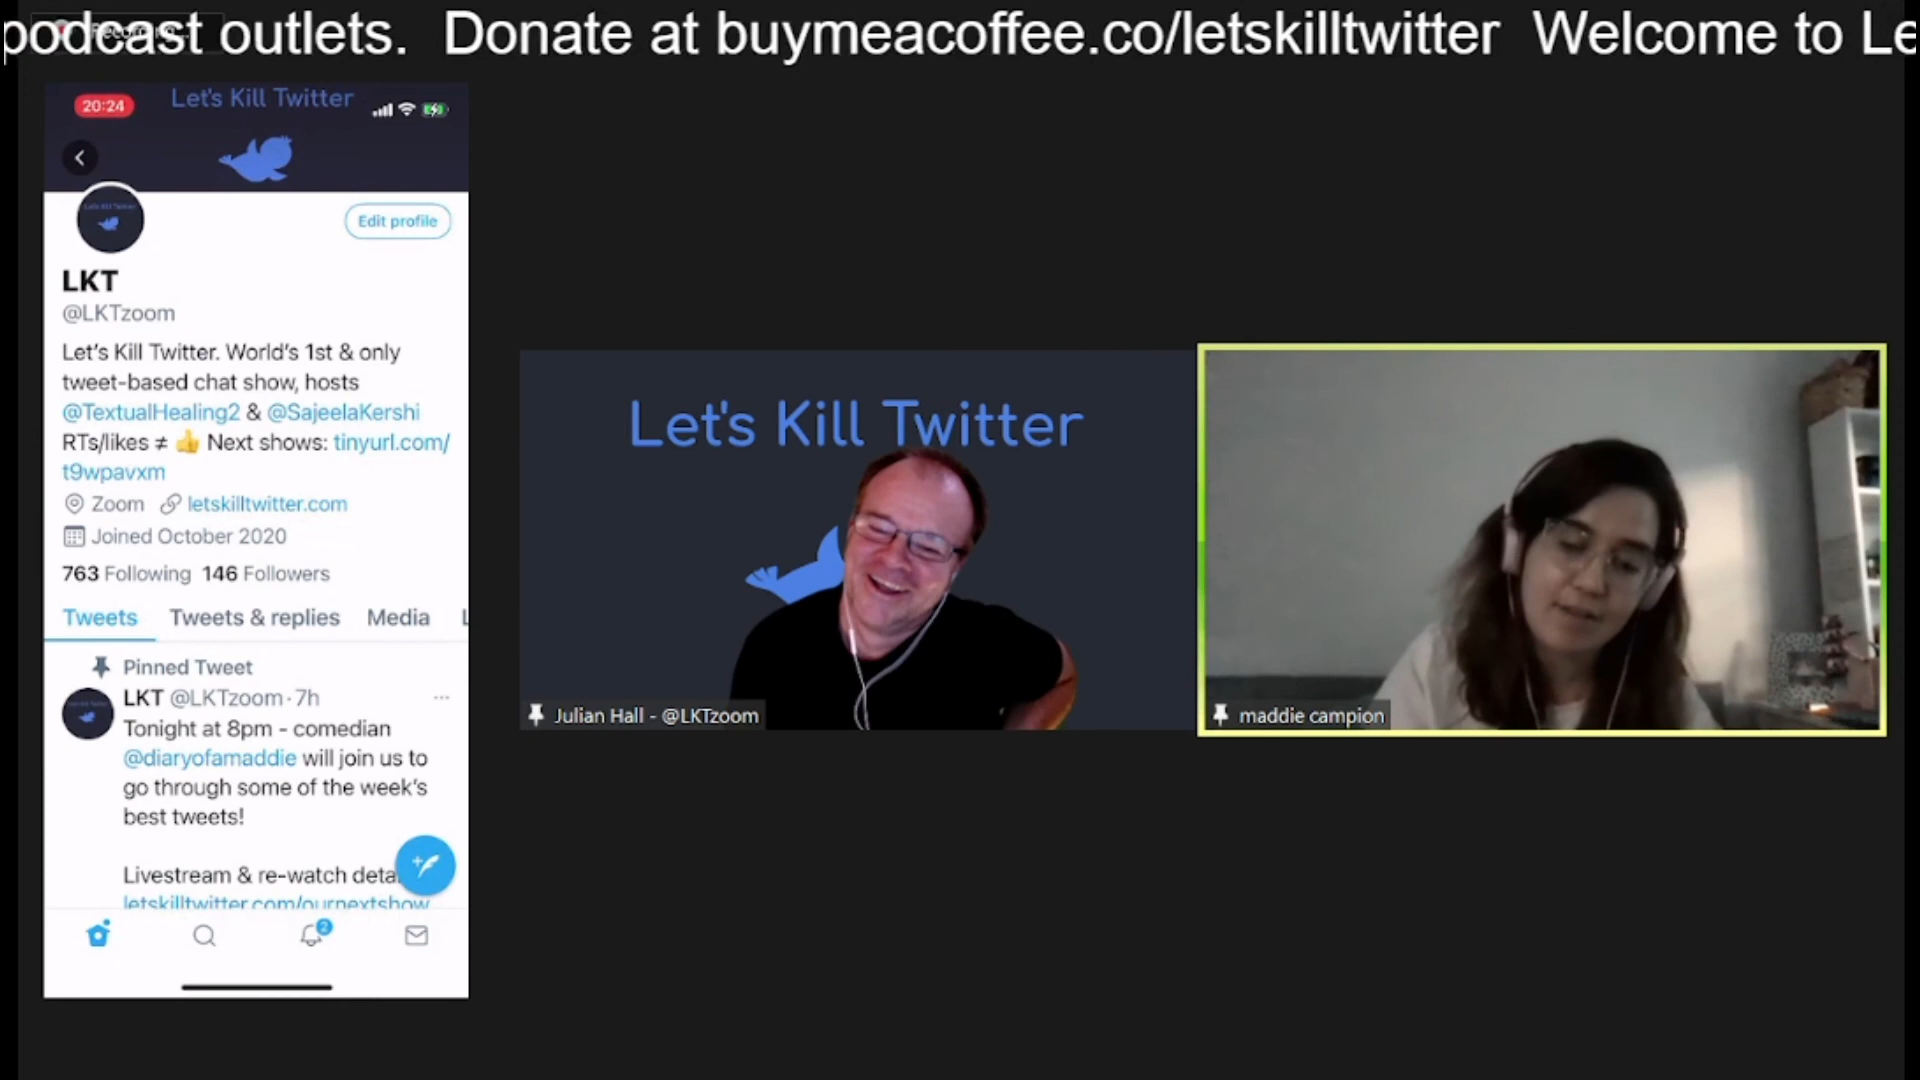 podcast outlets. Donate at buymeacoffee.co/letskilltwitter Welcome to Le
20:24
Let's Kill Twitter
Edit profile
LKT
@LKTzoom
Let's Kill Twitter. World's 1st & only
tweet-based chat show, hosts
@TextualHealing2 & @SajeelaKershi
RTs/likes ≠ 👍 Next shows: tinyurl.com/
t9wpavxm
Zoom letskilltwitter.com
Joined October 2020
763 Following 146 Followers
Tweets Tweets & replies Media L
Pinned Tweet
LKT @LKTzoom · 7h
Tonight at 8pm - comedian
@diaryofamaddie will join us to
go through some of the week's
best tweets!
Livestream & re-watch deta
letskilltwitter.com/ournextshow
2
Let's Kill Twitter
Julian Hall - @LKTzoom
maddie campion